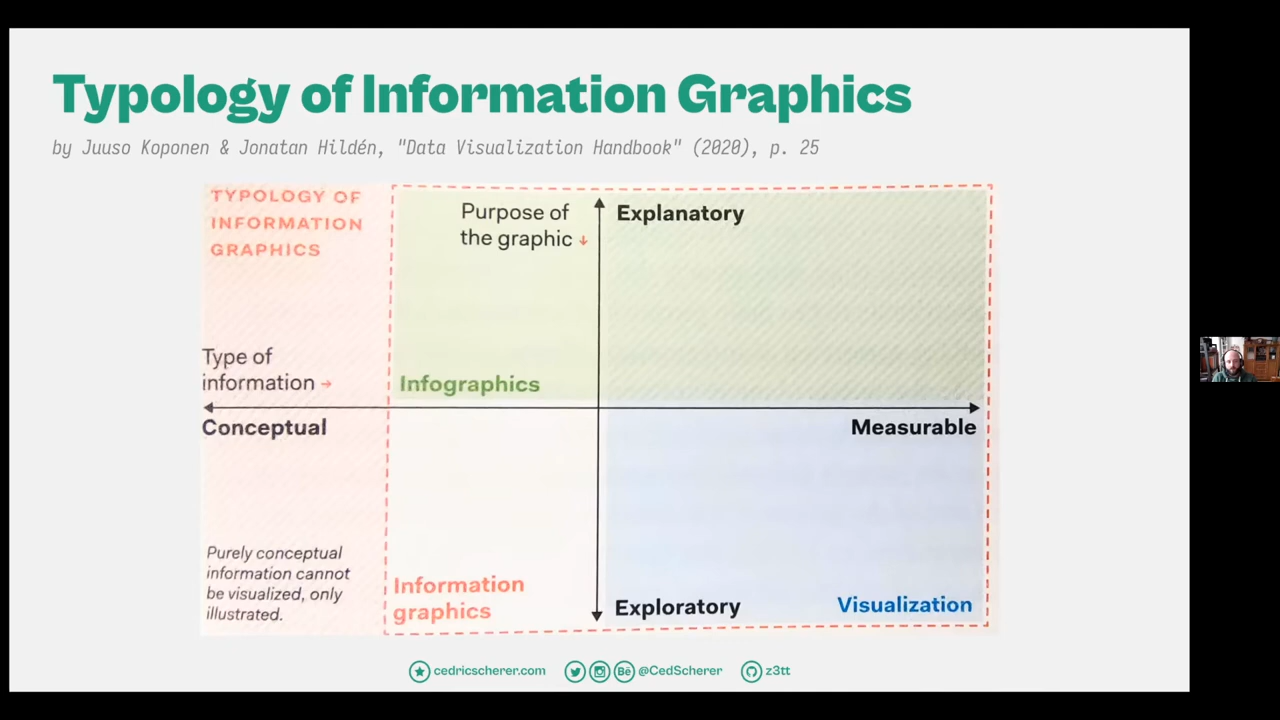 Typology of Information Graphics
by Juuso Koponen & Jonatan Hildén, "Data Visualization Handbook" (2020), p. 25
TYPOLOGY OF
INFORMATION
GRAPHICS
Purpose of
the graphic ↓
Explanatory
Type of
information →
Infographics
Conceptual
Measurable
Purely conceptual
information cannot
be visualized, only
illustrated.
Information
graphics
Exploratory
Visualization
cedricscherer.com
Bē @CedScherer
z3tt